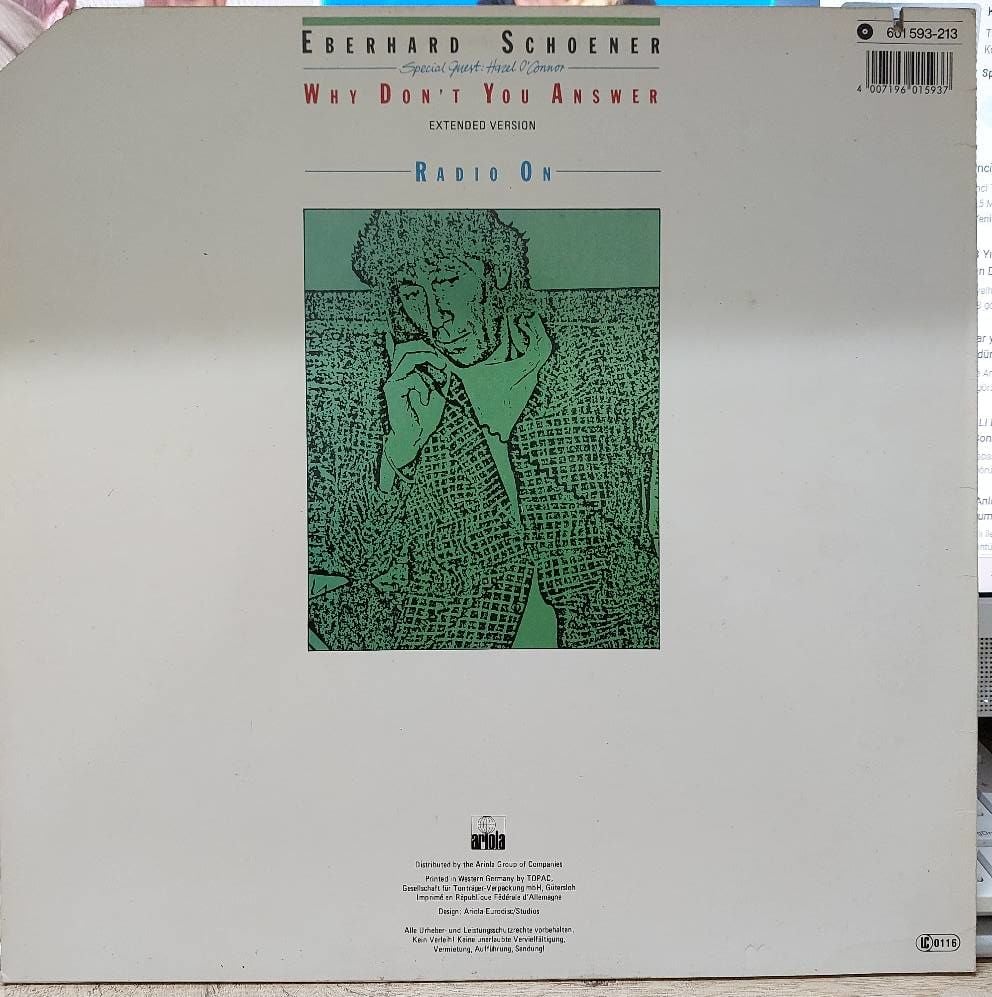 EBERHARD SCHOENER
Special Guest: Hazel O'Connor
WHY DON'T YOU ANSWER
EXTENDED VERSION
RADIO ON
601 593-213
4 007196 015937
ariola
Distributed by the Ariola Group of Companies
Printed in Western Germany by TOPAC,
Gesellschaft für Tonträger-Verpackung mbH, Gütersloh
Imprimé en République Fédérale d'Allemagne
Design: Ariola-Eurodisc/Studios
Alle Urheber- und Leistungsschutzrechte vorbehalten.
Kein Verleih! Keine unerlaubte Vervielfältigung,
Vermietung, Aufführung, Sendung!
LC 0116